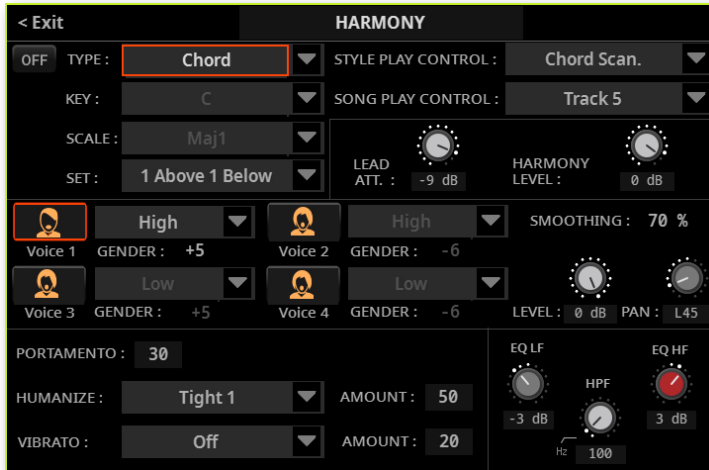 < Exit HARMONY
OFF TYPE : Chord STYLE PLAY CONTROL : Chord Scan.
KEY : C SONG PLAY CONTROL : Track 5
SCALE : Maj1
SET : 1 Above 1 Below
LEAD ATT. : -9 dB HARMONY LEVEL : 0 dB
High High SMOOTHING : 70 %
Voice 1 GENDER : +5 Voice 2 GENDER : -6
Low Low
Voice 3 GENDER : +5 Voice 4 GENDER : -6 LEVEL : 0 dB PAN : L45
PORTAMENTO : 30
HUMANIZE : Tight 1 AMOUNT : 50
VIBRATO : Off AMOUNT : 20
EQ LF HPF EQ HF
-3 dB 3 dB
Hz 100